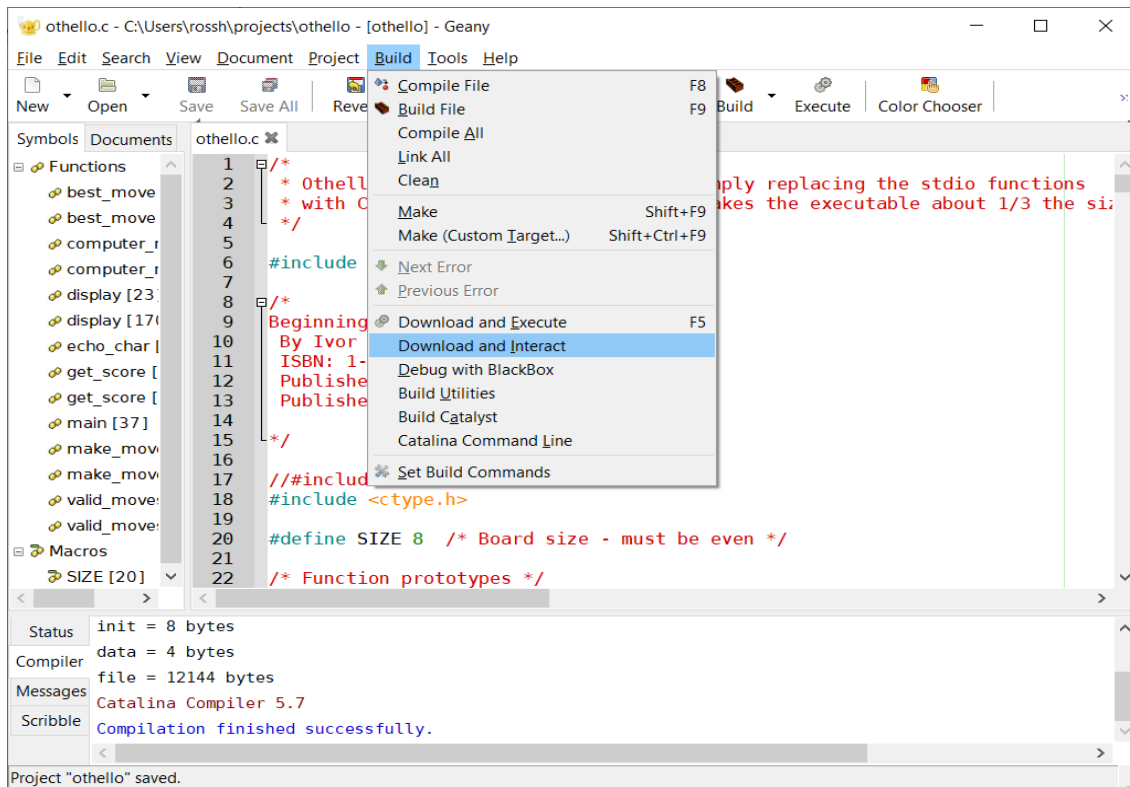 othello.c - C:\Users\rossh\projects\othello - [othello] - Geany
File Edit Search View Document Project Build Tools Help
New Open Save Save All Reve Build Execute Color Chooser
Compile File F8
Build File F9
Compile All
Link All
Clean
Make Shift+F9
Make (Custom Target...) Shift+Ctrl+F9
Next Error
Previous Error
Download and Execute F5
Download and Interact
Debug with BlackBox
Build Utilities
Build Catalyst
Catalina Command Line
Set Build Commands
Symbols Documents
Functions
best_move
best_move
computer_
computer_
display [23
display [17
echo_char [
get_score [
get_score [
main [37]
make_mov
make_mov
valid_move
valid_move
Macros
SIZE [20]
othello.c
1 /*
2 * Othell ply replacing the stdio functions
3 * with C akes the executable about 1/3 the siz
4 */
5
6 #include
7
8 /*
9 Beginning
10 By Ivor
11 ISBN: 1-
12 Publishe
13 Publishe
14
15 */
16
17 //#includ
18 #include <ctype.h>
19
20 #define SIZE 8 /* Board size - must be even */
21
22 /* Function prototypes */
Status
Compiler
Messages
Scribble
init = 8 bytes
data = 4 bytes
file = 12144 bytes
Catalina Compiler 5.7
Compilation finished successfully.
Project "othello" saved.